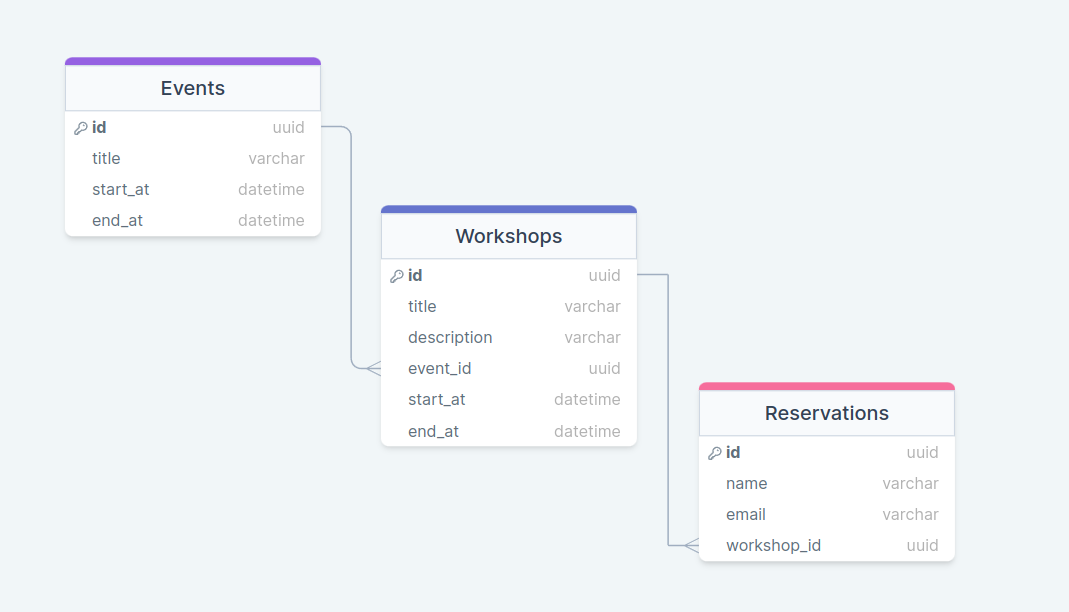 Events
id uuid
title varchar
start_at datetime
end_at datetime
Workshops
id uuid
title varchar
description varchar
event_id uuid
start_at datetime
end_at datetime
Reservations
id uuid
name varchar
email varchar
workshop_id uuid